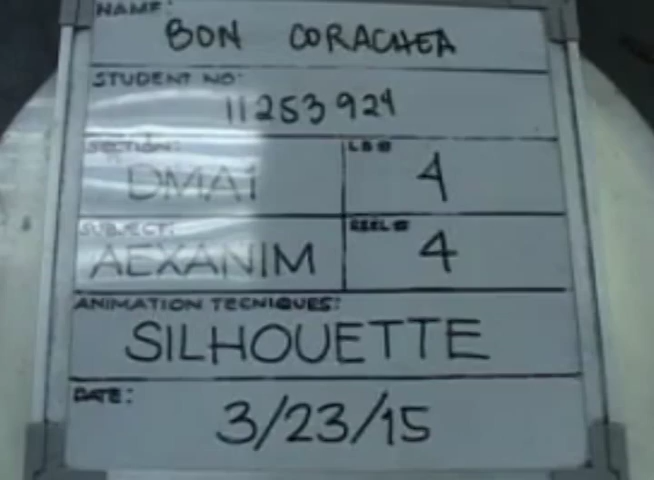 NAME:
BON CORACHEA
STUDENT NO:
11253924
SECTION: LB#
DMA1 4
SUBJECT: REEL#
AEXANIM 4
ANIMATION TECNIQUES:
SILHOUETTE
DATE:
3/23/15